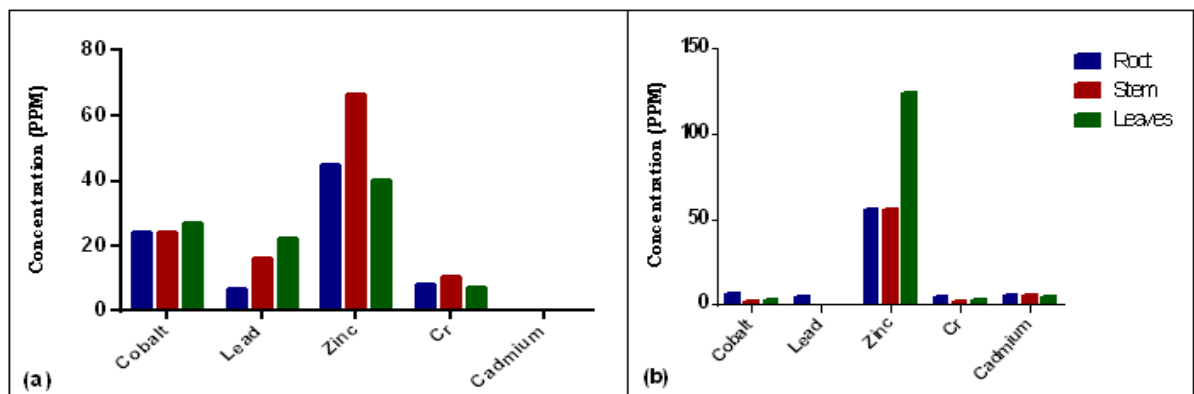 Concentration (PPM)
80
60
40
20
0
Cobalt
Lead
Zinc
Cr
Cadmium
(a)
Concentration (PPM)
150
100
50
0
Cobalt
Lead
Zinc
Cr
Cadmium
(b)
Root
Stem
Leaves